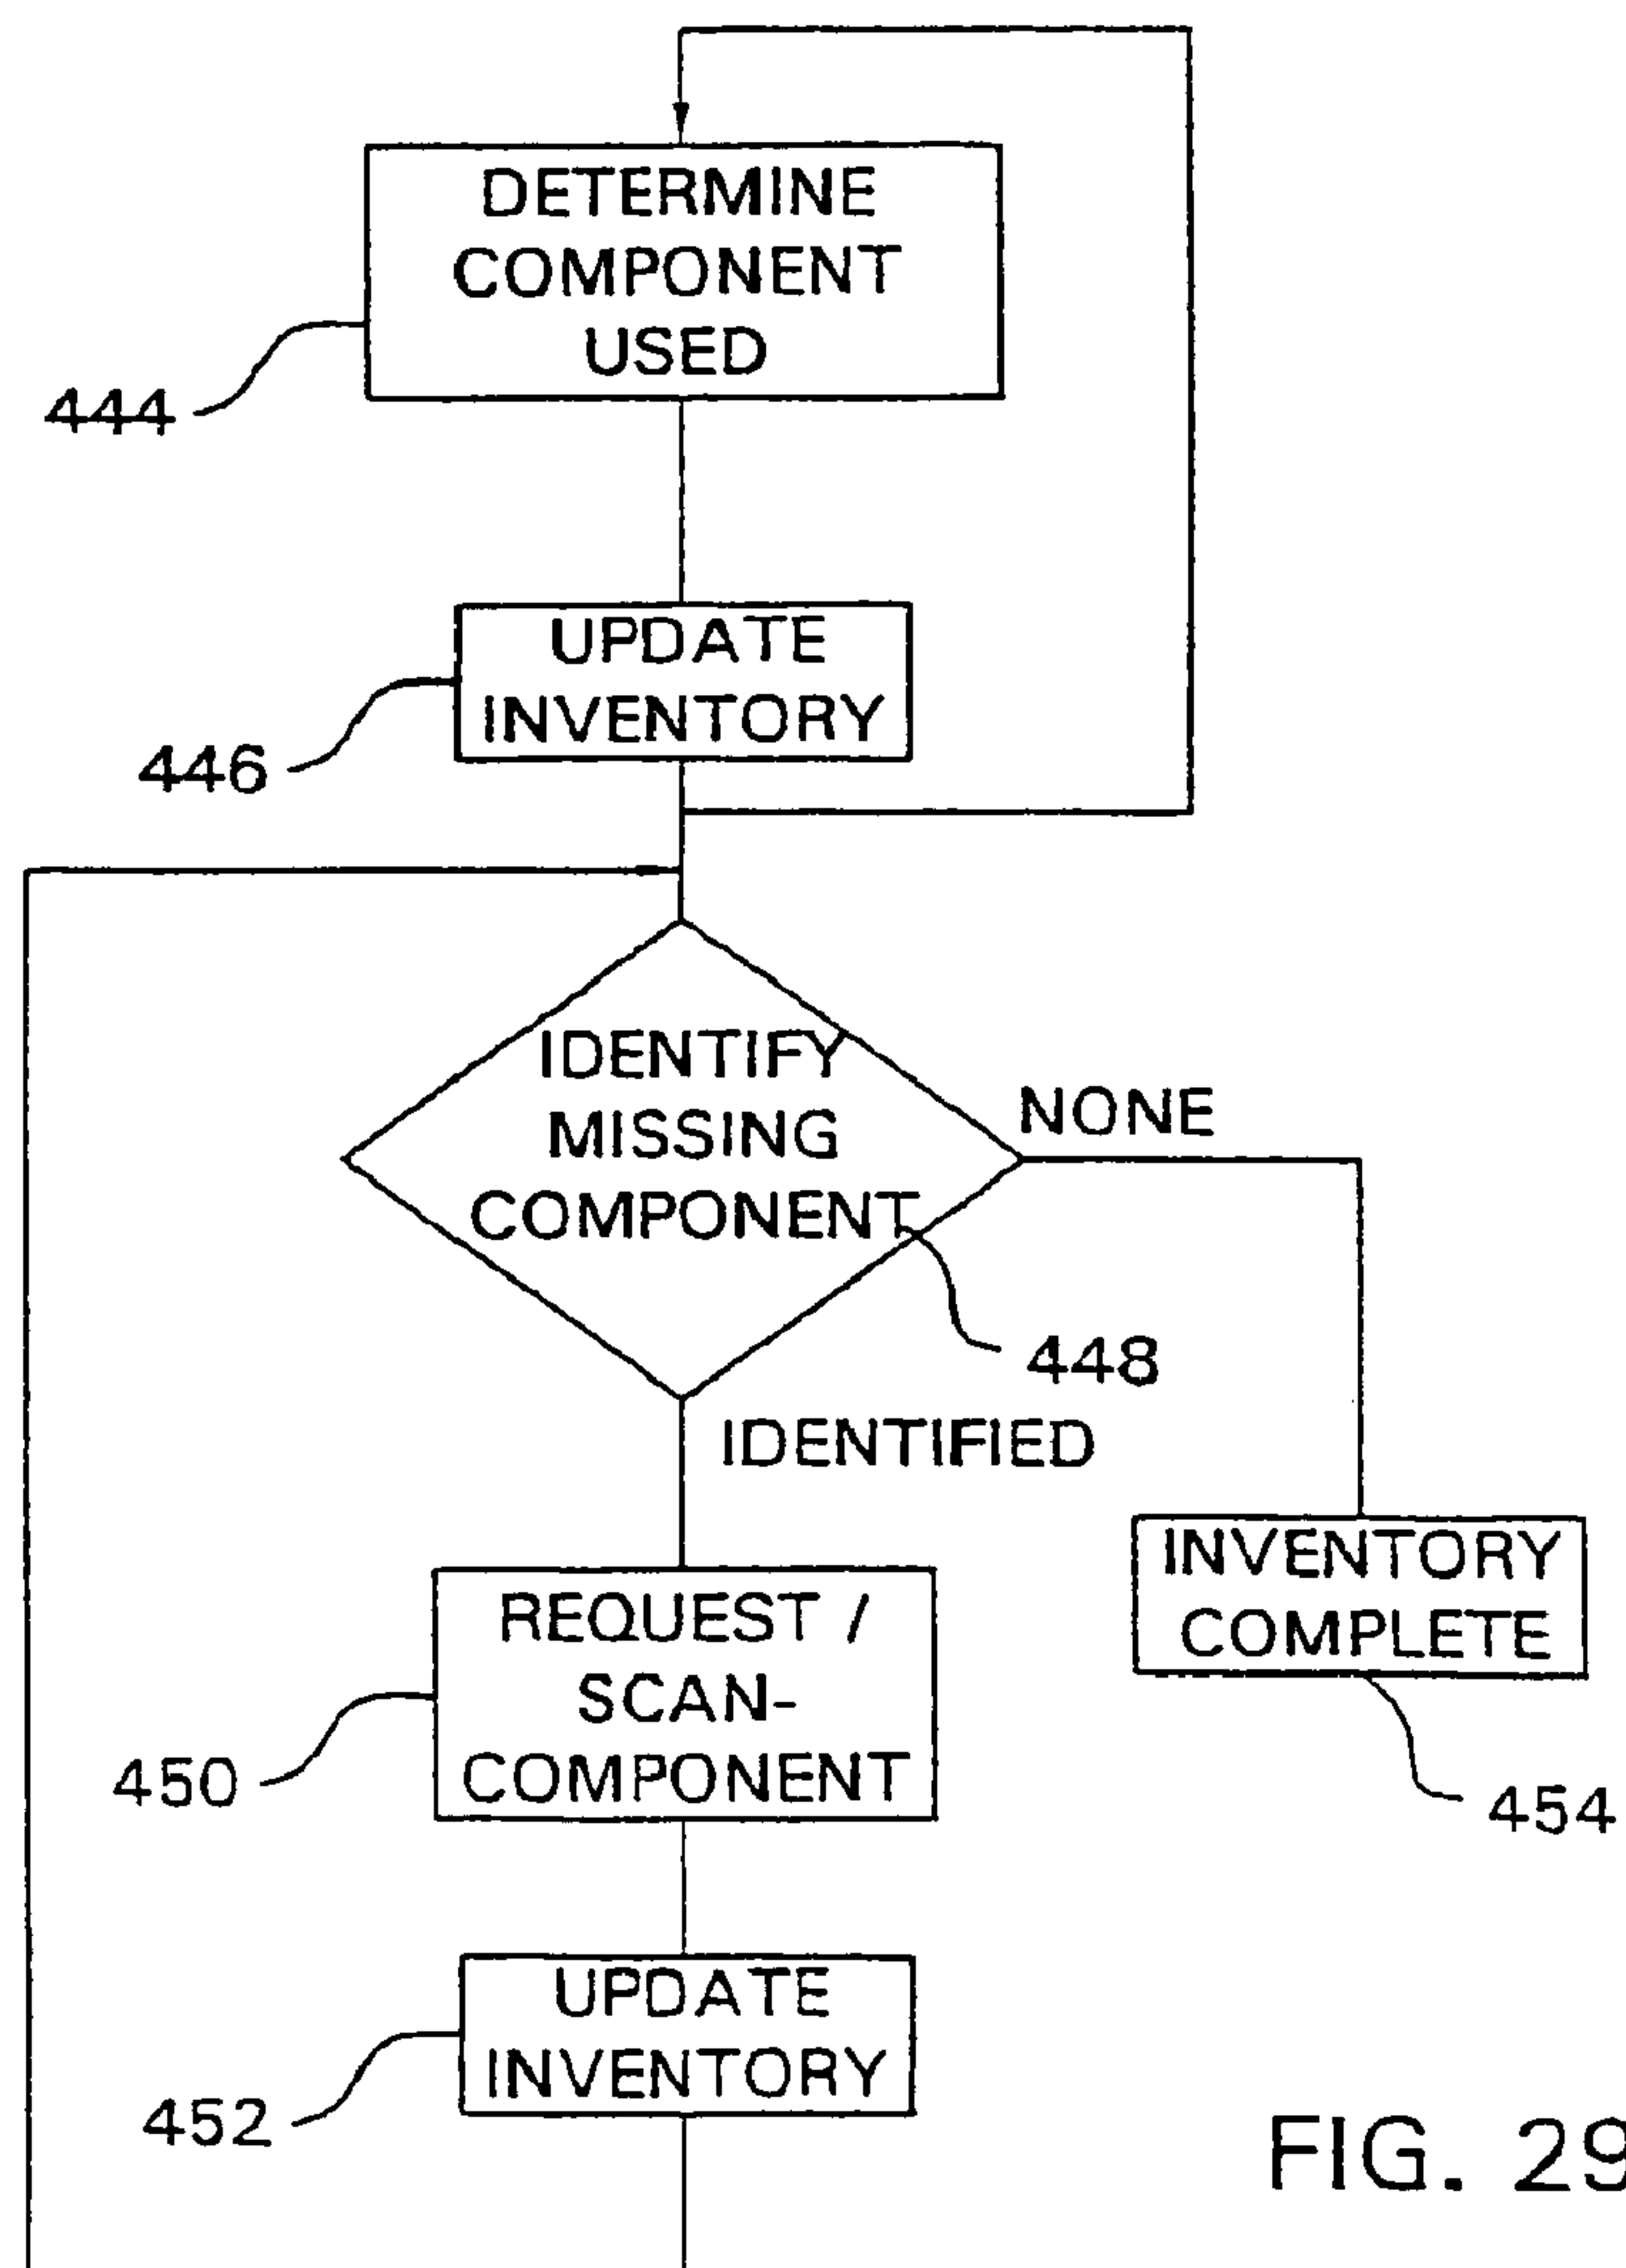 DETERMINE
COMPONENT
USED
444
UPDATE
INVENTORY
446
IDENTIFY
MISSING
COMPONENT
NONE
448
IDENTIFIED
INVENTORY
COMPLETE
REQUEST /
SCAN-
COMPONENT
450
454
UPDATE
INVENTORY
452
FIG. 29